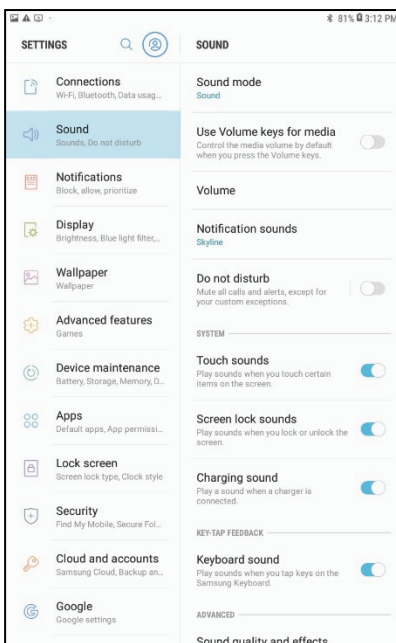 81% 3:12 PM
SETTINGS
Connections
Wi-Fi, Bluetooth, Data usag...
Sound
Sounds, Do not disturb
Notifications
Block, allow, prioritize
Display
Brightness, Blue light filter,...
Wallpaper
Wallpaper
Advanced features
Games
Device maintenance
Battery, Storage, Memory, D...
Apps
Default apps, App permissi...
Lock screen
Screen lock type, Clock style
Security
Find My Mobile, Secure Fol...
Cloud and accounts
Samsung Cloud, Backup an...
Google
Google settings
SOUND
Sound mode
Sound
Use Volume keys for media
Control the media volume by default
when you press the Volume keys.
Volume
Notification sounds
Skyline
Do not disturb
Mute all calls and alerts, except for
your custom exceptions.
SYSTEM
Touch sounds
Play sounds when you touch certain
items on the screen.
Screen lock sounds
Play sounds when you lock or unlock the
screen.
Charging sound
Play a sound when a charger is
connected.
KEY-TAP FEEDBACK
Keyboard sound
Play sounds when you tap keys on the
Samsung Keyboard.
ADVANCED
Sound quality and effects